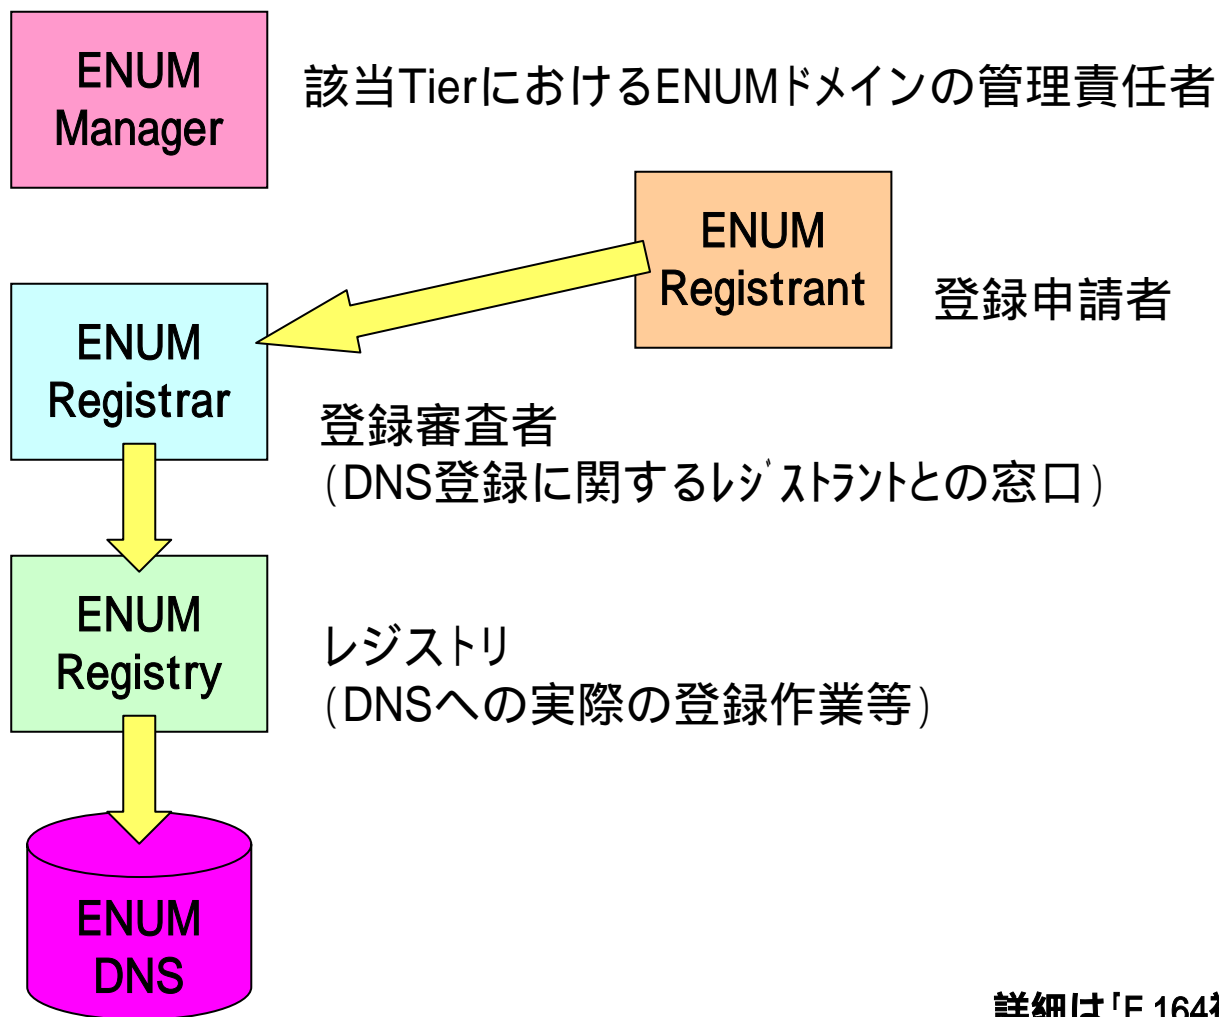 ENUM
Manager
該当TierにおけるENUMドメインの管理責任者
ENUM
Registrant
登録申請者
ENUM
Registrar
登録審査者
(DNS登録に関するﾚｼﾞｽﾄﾗﾝﾄとの窓口)
ENUM
Registry
レジストリ
(DNSへの実際の登録作業等)
ENUM
DNS
詳細は「E.164